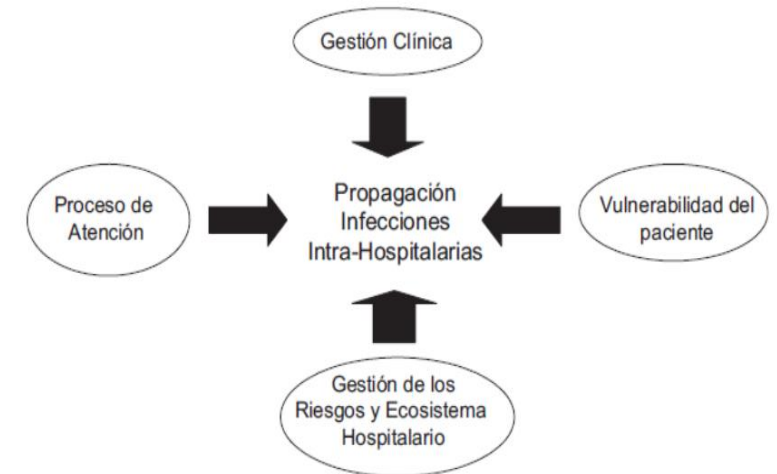 Gestión Clínica
Proceso de
Atención
Propagación
Infecciones
Intra-Hospitalarias
Vulnerabilidad del
paciente
Gestión de los
Riesgos y Ecosistema
Hospitalario